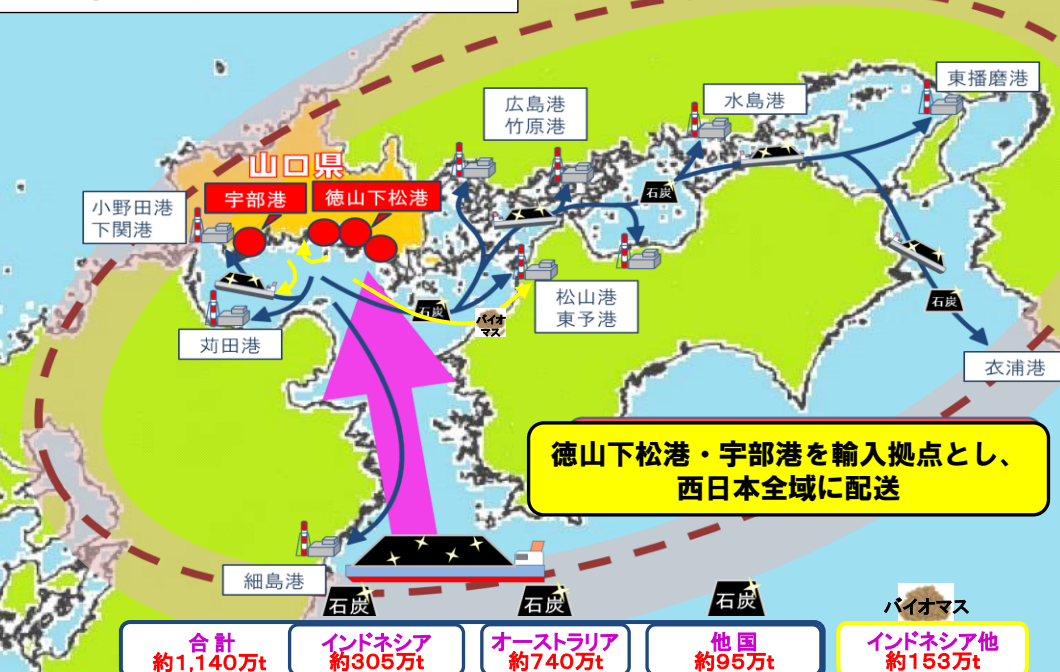 東播磨港
水島港
広島港
竹原港
山口県
宇部港
徳山下松港
石炭
小野田港
下関港
松山港
東予港
石炭
バイオ
マス
石炭
苅田港
衣浦港
徳山下松港・宇部港を輸入拠点とし、
西日本全域に配送
細島港
石炭
石炭
石炭
バイオマス
合計
約1,140万t
インドネシア
約305万t
オーストラリア
約740万t
他国
約95万t
インドネシア他
約153万t